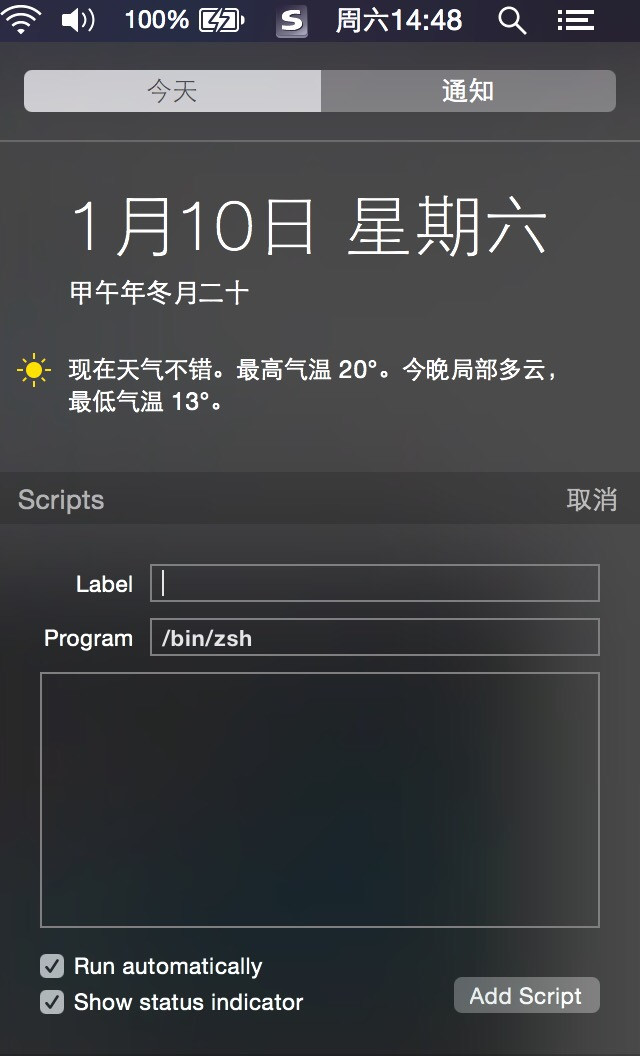 100% S 周六14:48
今天 通知
1月10日 星期六
甲午年冬月二十
现在天气不错。最高气温 20°。今晚局部多云，
最低气温 13°。
Scripts 取消
Label
Program /bin/zsh
Run automatically
Show status indicator
Add Script